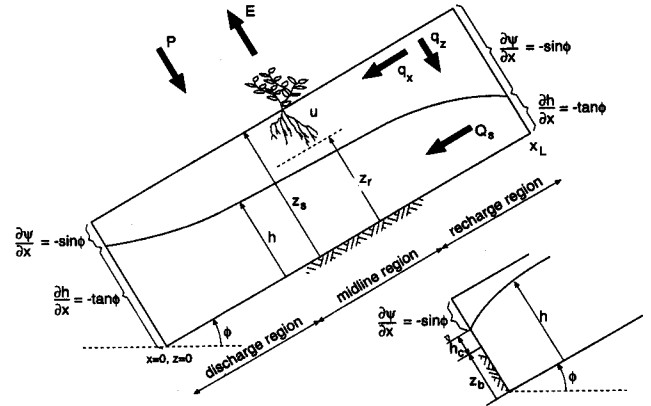 P
E
q_x
q_z
∂ψ/∂x = -sinϕ
∂h/∂x = -tanϕ
u
Q_s
x_L
z_r
z_s
h
∂ψ/∂x = -sinϕ
∂h/∂x = -tanϕ
ϕ
x=0, z=0
discharge region
midline region
recharge region
∂ψ/∂x = -sinϕ
h_c
z_b
h
ϕ